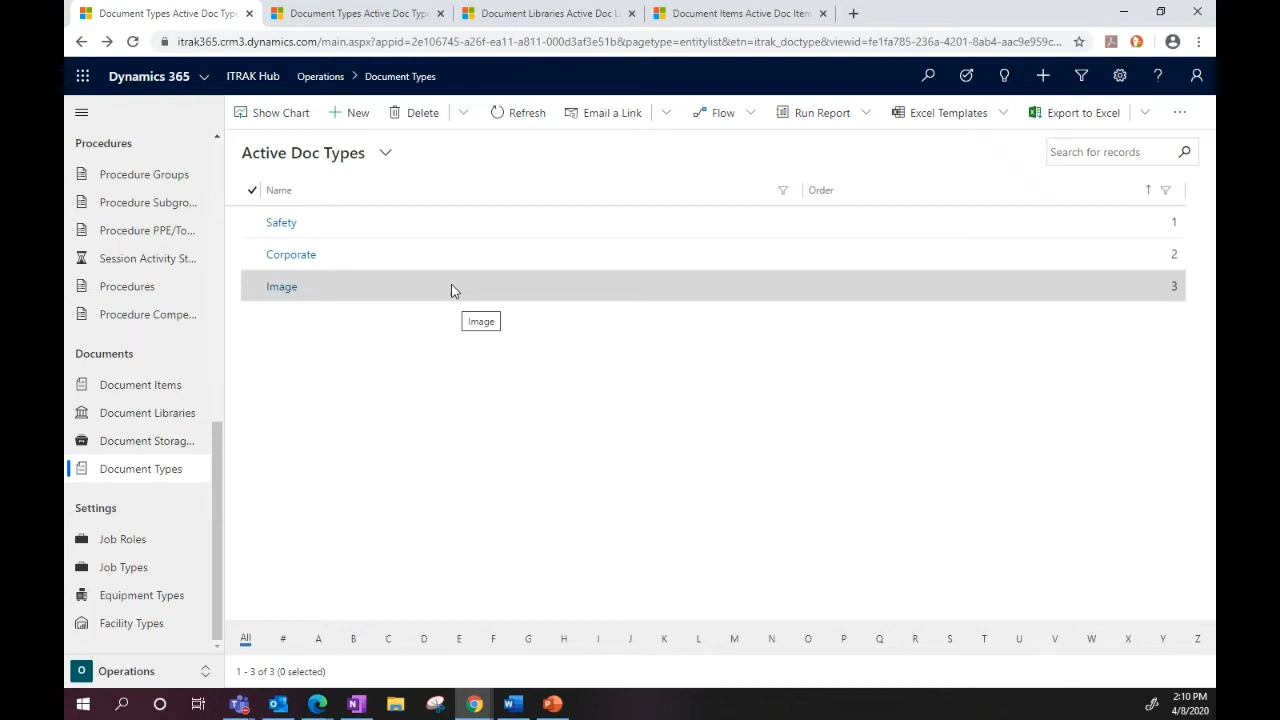 Document Types Active Doc Type
Document Types Active Doc Typ
Document Libraries Active Doc L
Document Items Active Doc Item
itrak365.crm3.dynamics.com/main.aspx?appid=2e106745-a26f-ea11-a811-000d3af3e51b&pagetype=entitylist&etn=itrak_doctype&viewid=fe1fa785-236a-4201-8ab4-aac9e959c...
Dynamics 365
ITRAK Hub
Operations > Document Types
Show Chart
New
Delete
Refresh
Email a Link
Flow
Run Report
Excel Templates
Export to Excel
Procedures
Procedure Groups
Procedure Subgro...
Procedure PPE/To...
Session Activity St...
Procedures
Procedure Compe...
Documents
Document Items
Document Libraries
Document Storag...
Document Types
Settings
Job Roles
Job Types
Equipment Types
Facility Types
O Operations
Active Doc Types
Search for records
Name Order
Safety 1
Corporate 2
Image 3
Image
All # A B C D E F G H I J K L M N O P Q R S T U V W X Y Z
1 - 3 of 3 (0 selected)
2:10 PM
4/8/2020